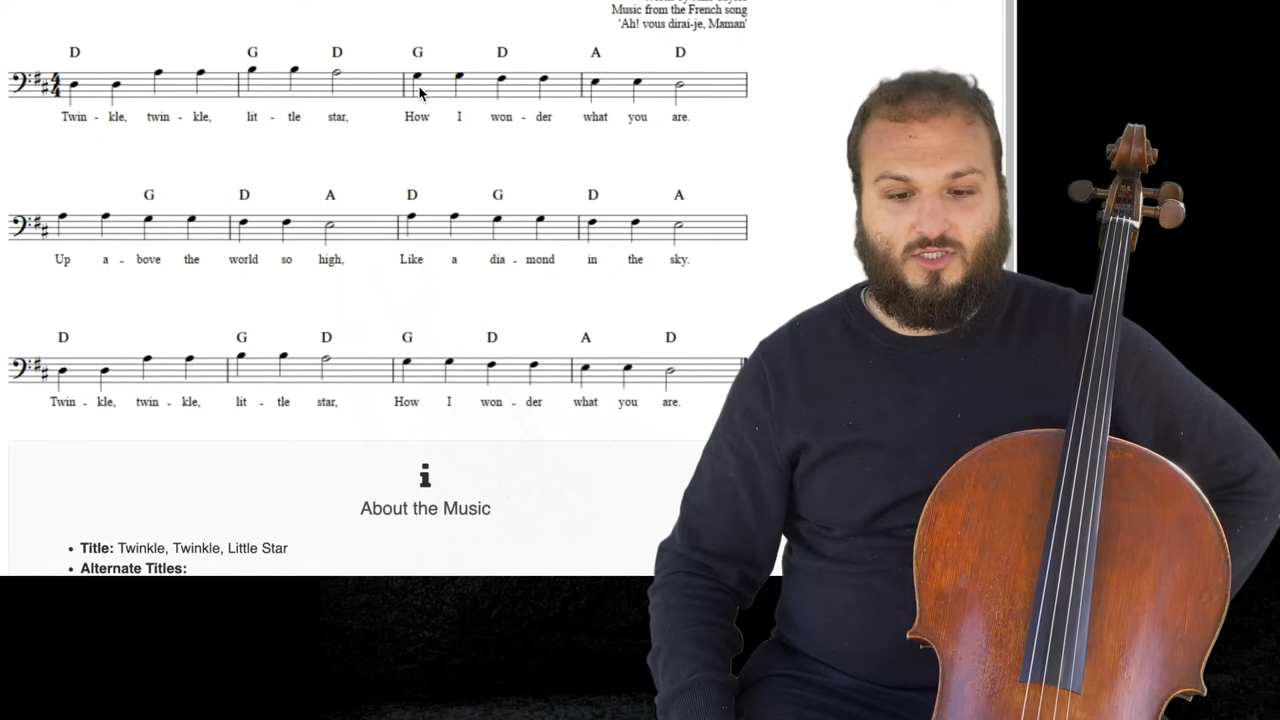 Music from the French song
'Ah! vous dirai-je, Maman'
D G D G D A D
Twin - kle, twin - kle, lit - tle star, How I won - der what you are.
G D A D G D A
Up a - bove the world so high, Like a dia - mond in the sky.
D G D G D A D
Twin - kle, twin - kle, lit - tle star, How I won - der what you are.
About the Music
• Title: Twinkle, Twinkle, Little Star
• Alternate Titles: